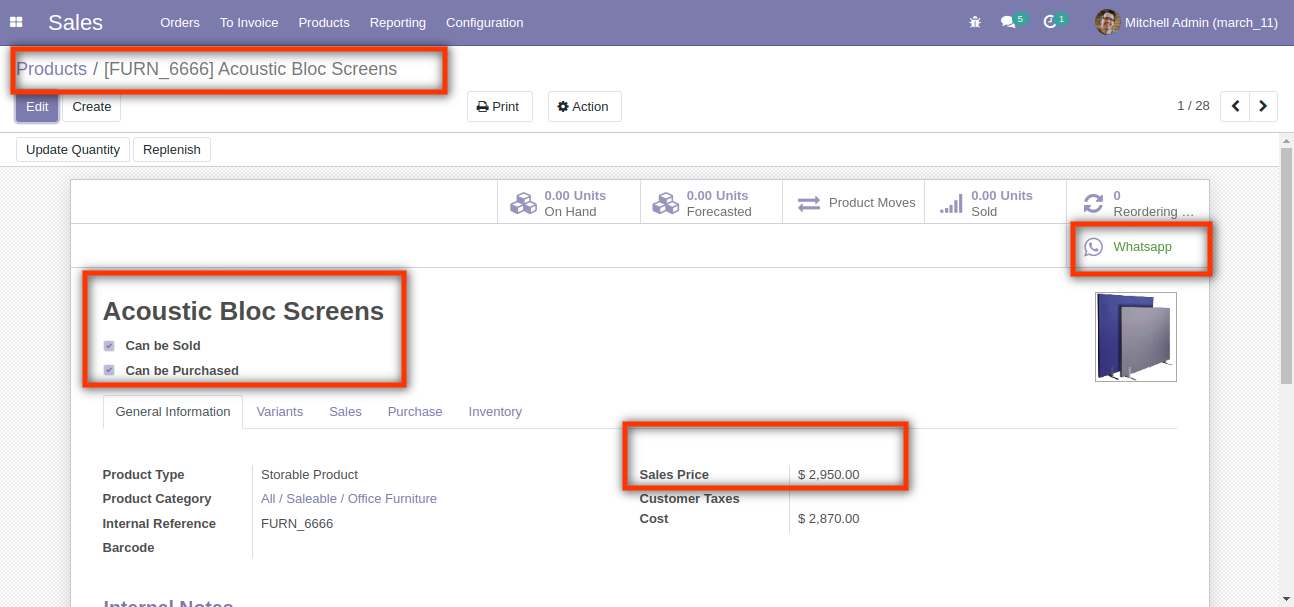 Sales Orders To Invoice Products Reporting Configuration 5 1 Mitchell Admin (march_11)
Products / [FURN_6666] Acoustic Bloc Screens
Edit Create Print Action 1 / 28
Update Quantity Replenish
0.00 Units 0.00 Units Product Moves 0.00 Units 0
On Hand Forecasted Sold Reordering ...
Whatsapp
Acoustic Bloc Screens
Can be Sold
Can be Purchased
General Information Variants Sales Purchase Inventory
Product Type Storable Product Sales Price $ 2,950.00
Product Category All / Saleable / Office Furniture Customer Taxes
Internal Reference FURN_6666 Cost $ 2,870.00
Barcode
Internal Notes